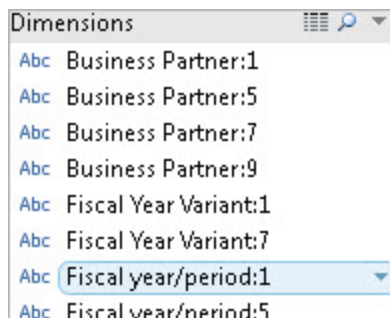 Dimensions
Abc Business Partner:1
Abc Business Partner:5
Abc Business Partner:7
Abc Business Partner:9
Abc Fiscal Year Variant:1
Abc Fiscal Year Variant:7
Abc Fiscal year/period:1
Abc Fiscal year/period:5